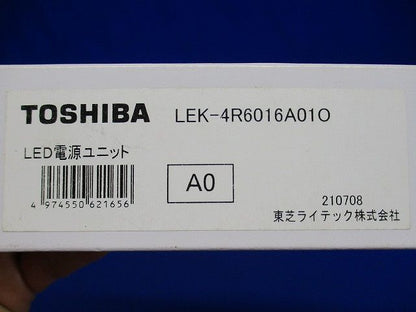 TOSHIBA LEK-4R6016A01O
LED電源ユニット
A0
4 974550 621656
210708
東芝ライテック株式会社